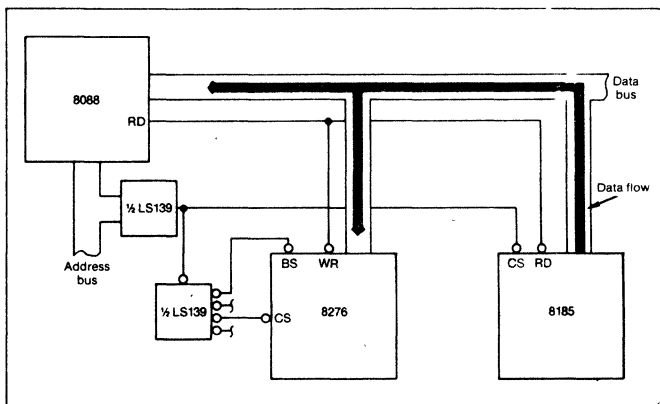 8088
Data
bus
RD
Data flow
½ LS139
Address
bus
BS
WR
CS
RD
½ LS139
CS
8276
8185